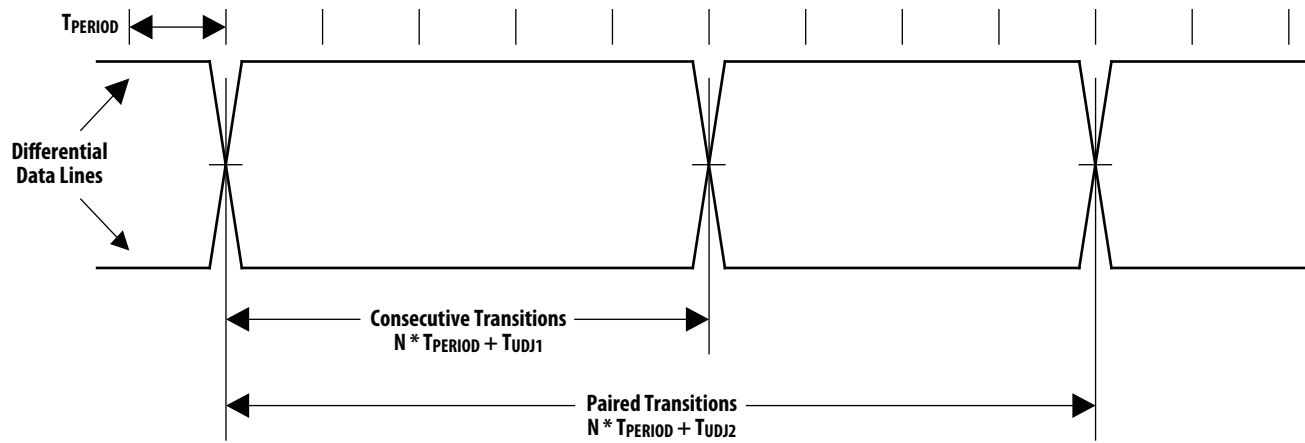 TPERIOD
Differential
Data Lines
Consecutive Transitions
N * TPERIOD + TUDJ1
Paired Transitions
N * TPERIOD + TUDJ2